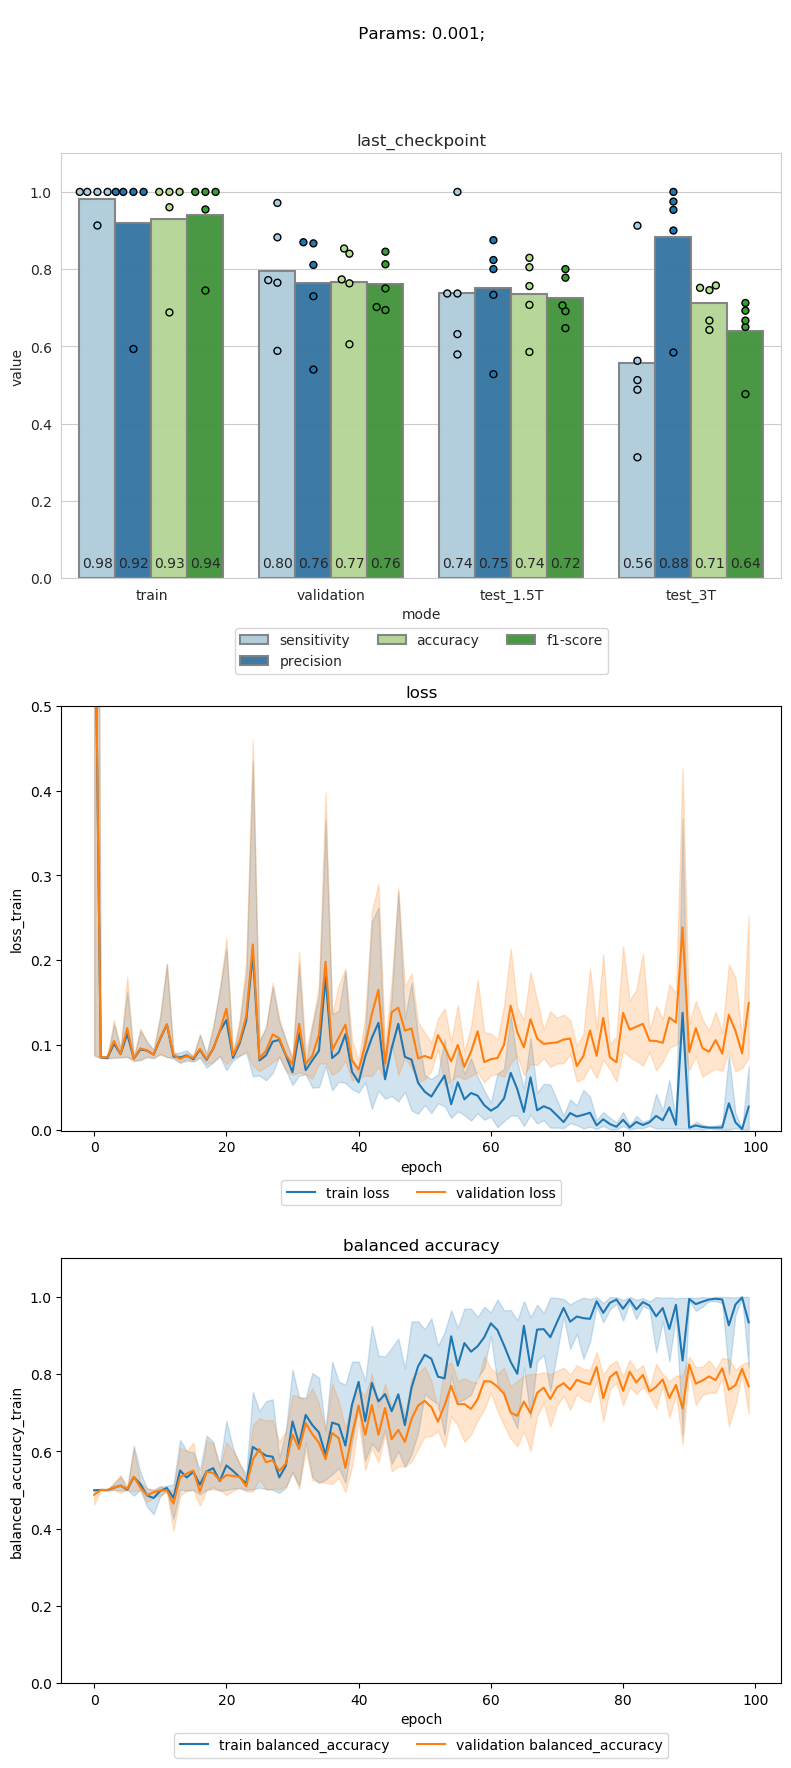 Params: 0.001;
last_checkpoint
1.0
0.8
0.6
0.4
0.2
0.0
value
0.98 0.92 0.93 0.94 0.80 0.76 0.77 0.76 0.74 0.75 0.74 0.72 0.56 0.88 0.71 0.64
train validation test_1.5T test_3T
mode
sensitivity accuracy f1-score
precision
loss
0.5
0.4
0.3
0.2
0.1
0.0
loss_train
0 20 40 60 80 100
epoch
train loss validation loss
balanced accuracy
1.0
0.8
0.6
0.4
0.2
0.0
balanced_accuracy_train
0 20 40 60 80 100
epoch
train balanced_accuracy validation balanced_accuracy